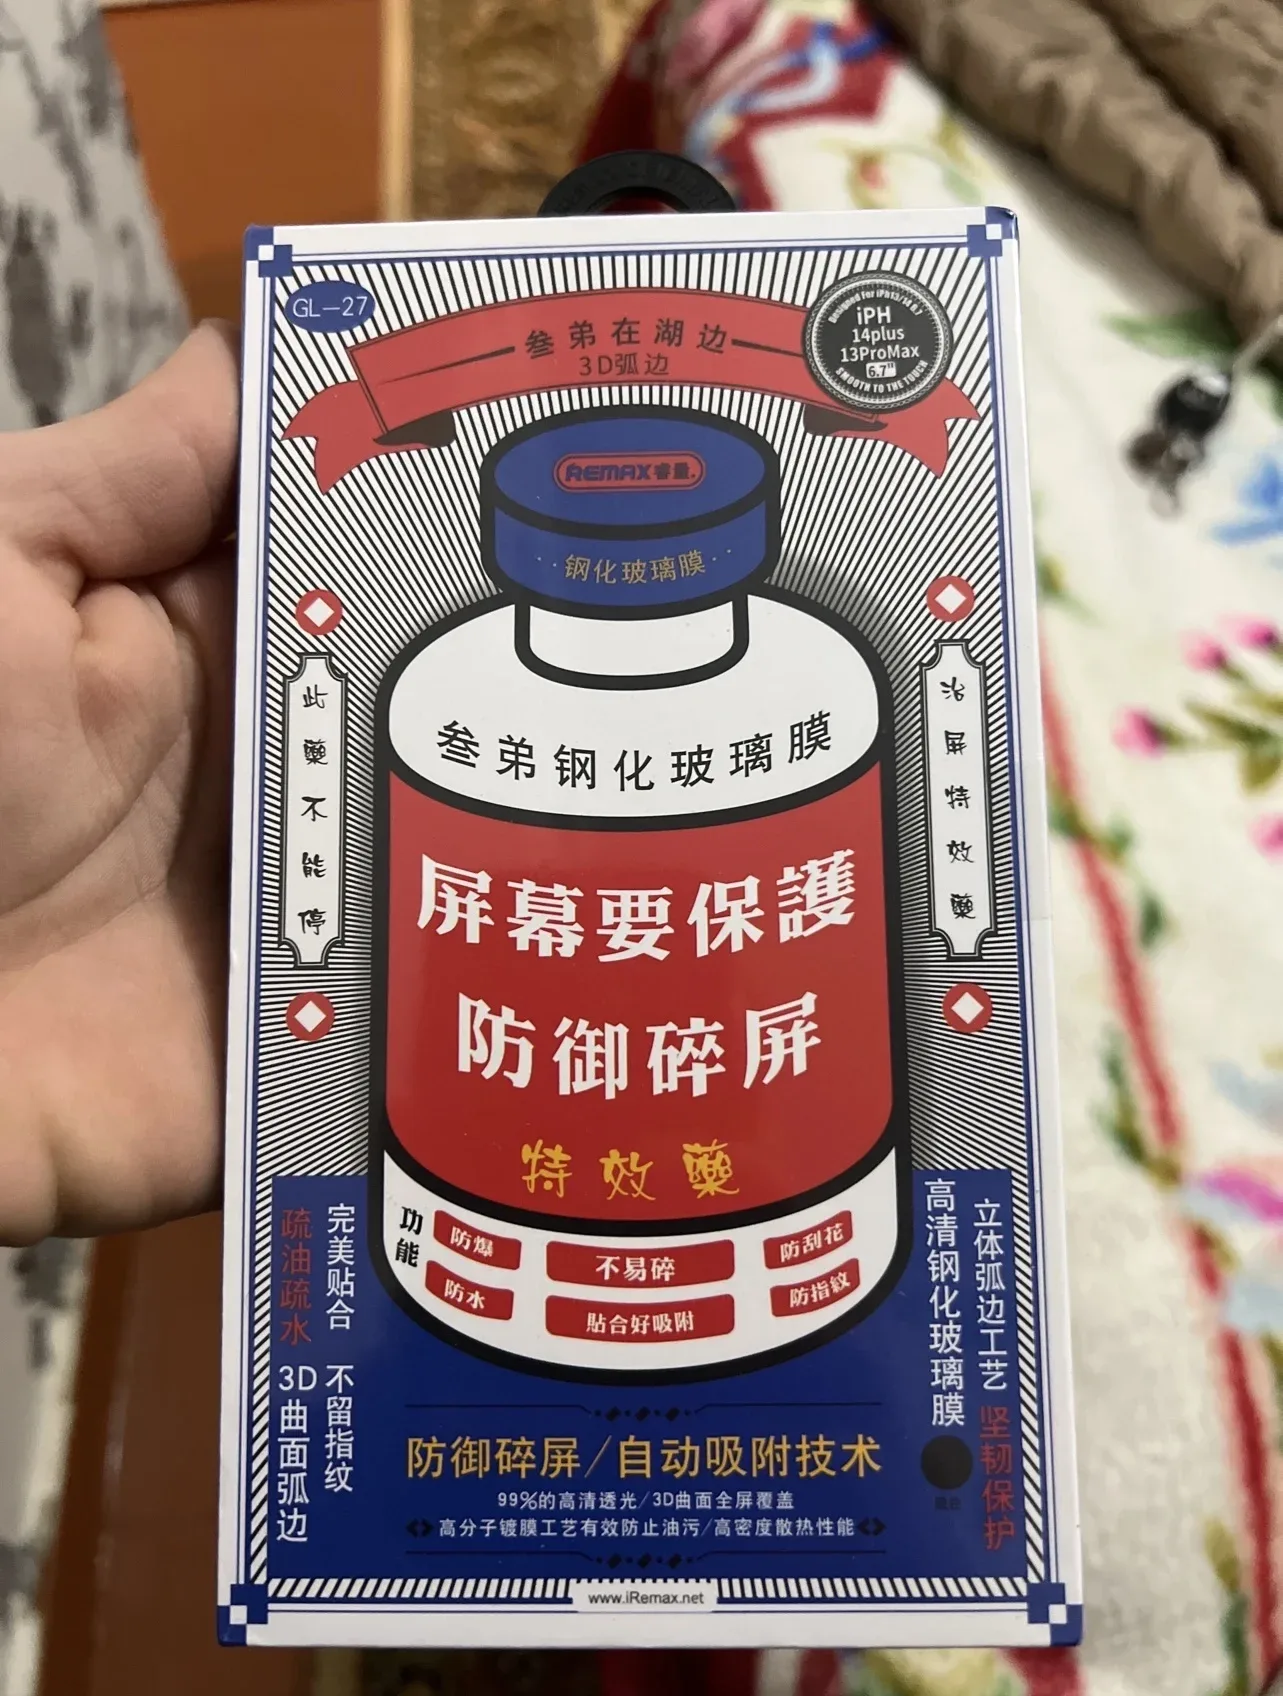 GL-27
叁弟在湖边
3D弧边
Designed For iPh13/14 6.7"
iPH
14plus
13ProMax
6.7"
SMOOTH TO THE TOUCH
REMAX睿量.
··钢化玻璃膜··
叁弟钢化玻璃膜
此藥不能停
治屏特效藥
屏幕要保護
防御碎屏
特效藥
功能
防爆
不易碎
防刮花
防水
貼合好吸附
防指紋
疏油疏水
完美贴合
3D曲面弧边
不留指纹
高清钢化玻璃膜
立体弧边工艺
坚韧保护
防御碎屏/自动吸附技术
99%的高清透光/3D曲面全屏覆盖
高分子镀膜工艺有效防止油污/高密度散热性能
www.iRemax.net